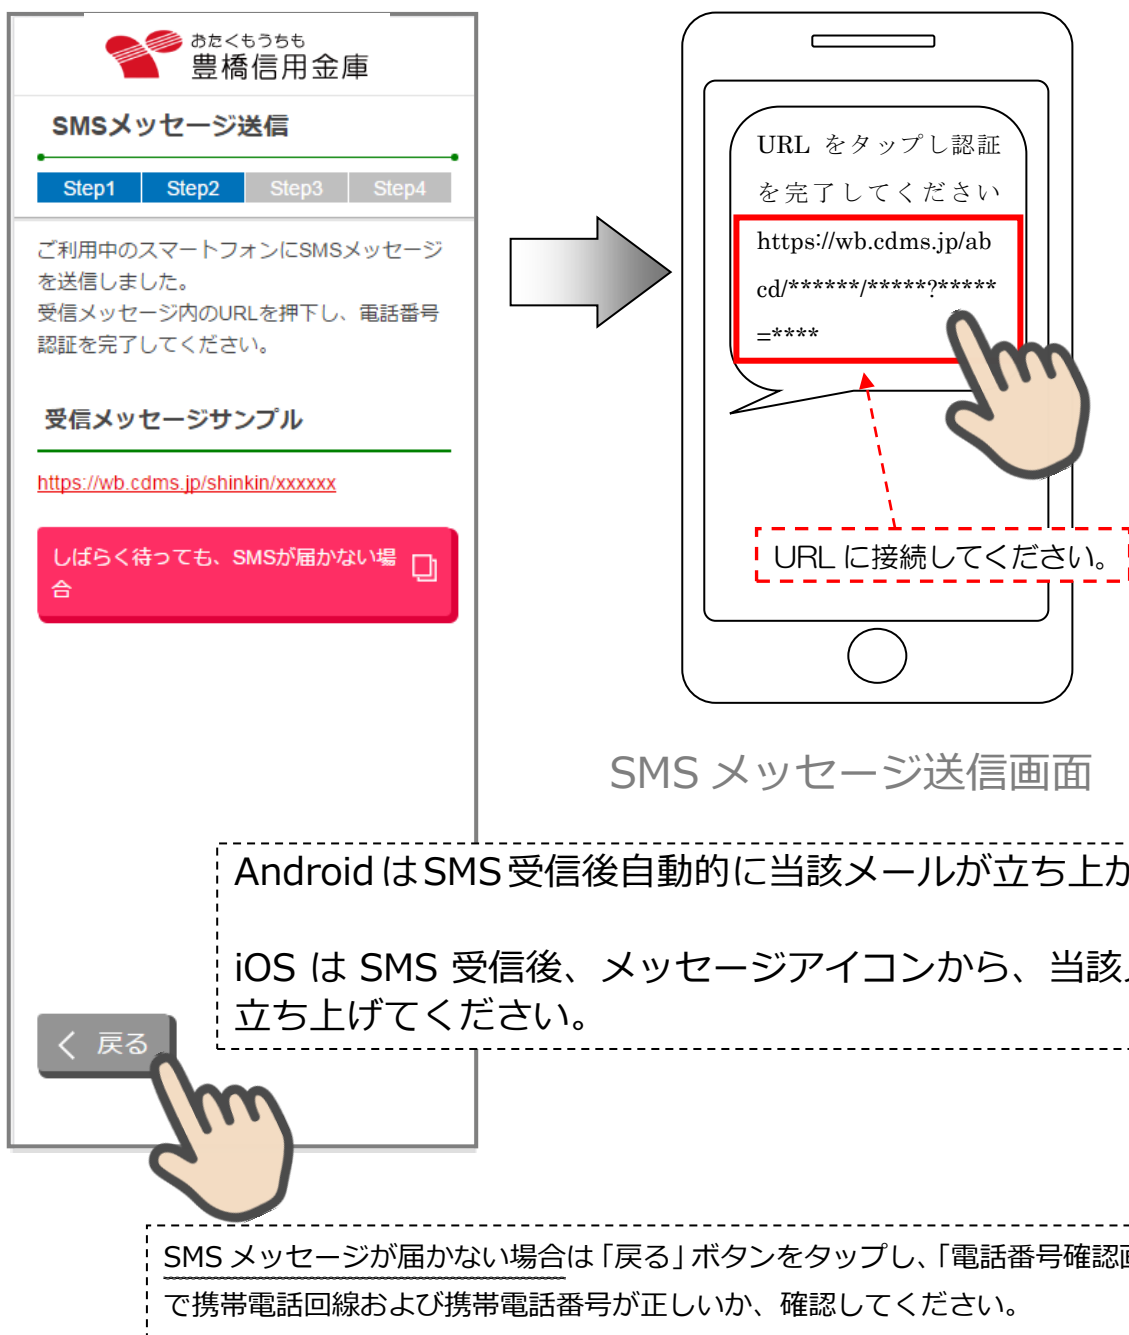 おたくもうちも
豊橋信用金庫
SMSメッセージ送信
Step1 Step2 Step3 Step4
ご利用中のスマートフォンにSMSメッセージ
を送信しました。
受信メッセージ内のURLを押下し、電話番号
認証を完了してください。
受信メッセージサンプル
https://wb.cdms.jp/shinkin/xxxxxx
しばらく待っても、SMSが届かない場
合
戻る
URL をタップし認証
を完了してください
https://wb.cdms.jp/ab
cd/******/*****?*****
=****
URL に接続してください。
SMS メッセージ送信画面
Android は SMS 受信後自動的に当該メールが立ち上が
iOS は SMS 受信後、メッセージアイコンから、当該
立ち上げてください。
SMS メッセージが届かない場合は「戻る」ボタンをタップし、「電話番号確認画
で携帯電話回線および携帯電話番号が正しいか、確認してください。